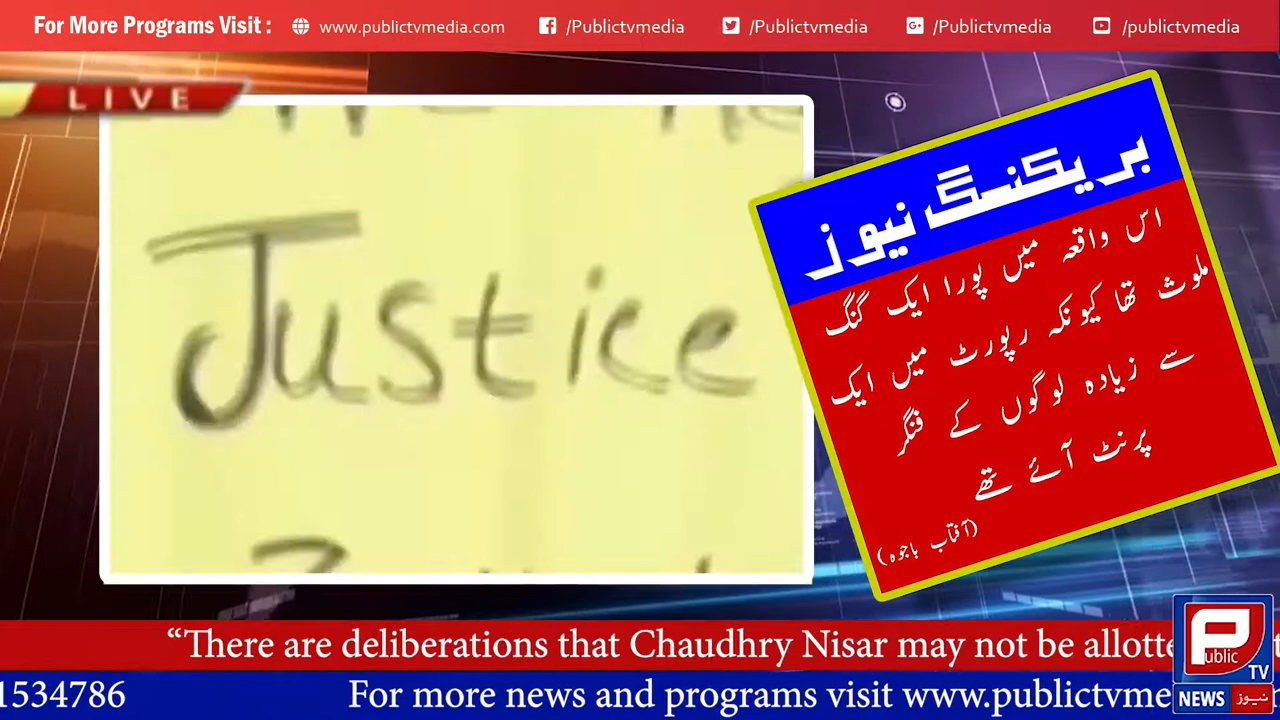 For More Programs Visit : www.publictvmedia.com /Publictvmedia /Publictvmedia /Publictvmedia /publictvmedia
LIVE
Justice
بریکنگ نیوز
اس واقعہ میں پورا ایک گنگ
ملوث تھا کیونکہ رپورٹ میں ایک
سے زیادہ لوگوں کے فنگر
پرنٹ آئے تھے
(آفتاب باجوہ)
“There are deliberations that Chaudhry Nisar may not be allotte
1534786 For more news and programs visit www.publictvme
Public TV
NEWS نیوز